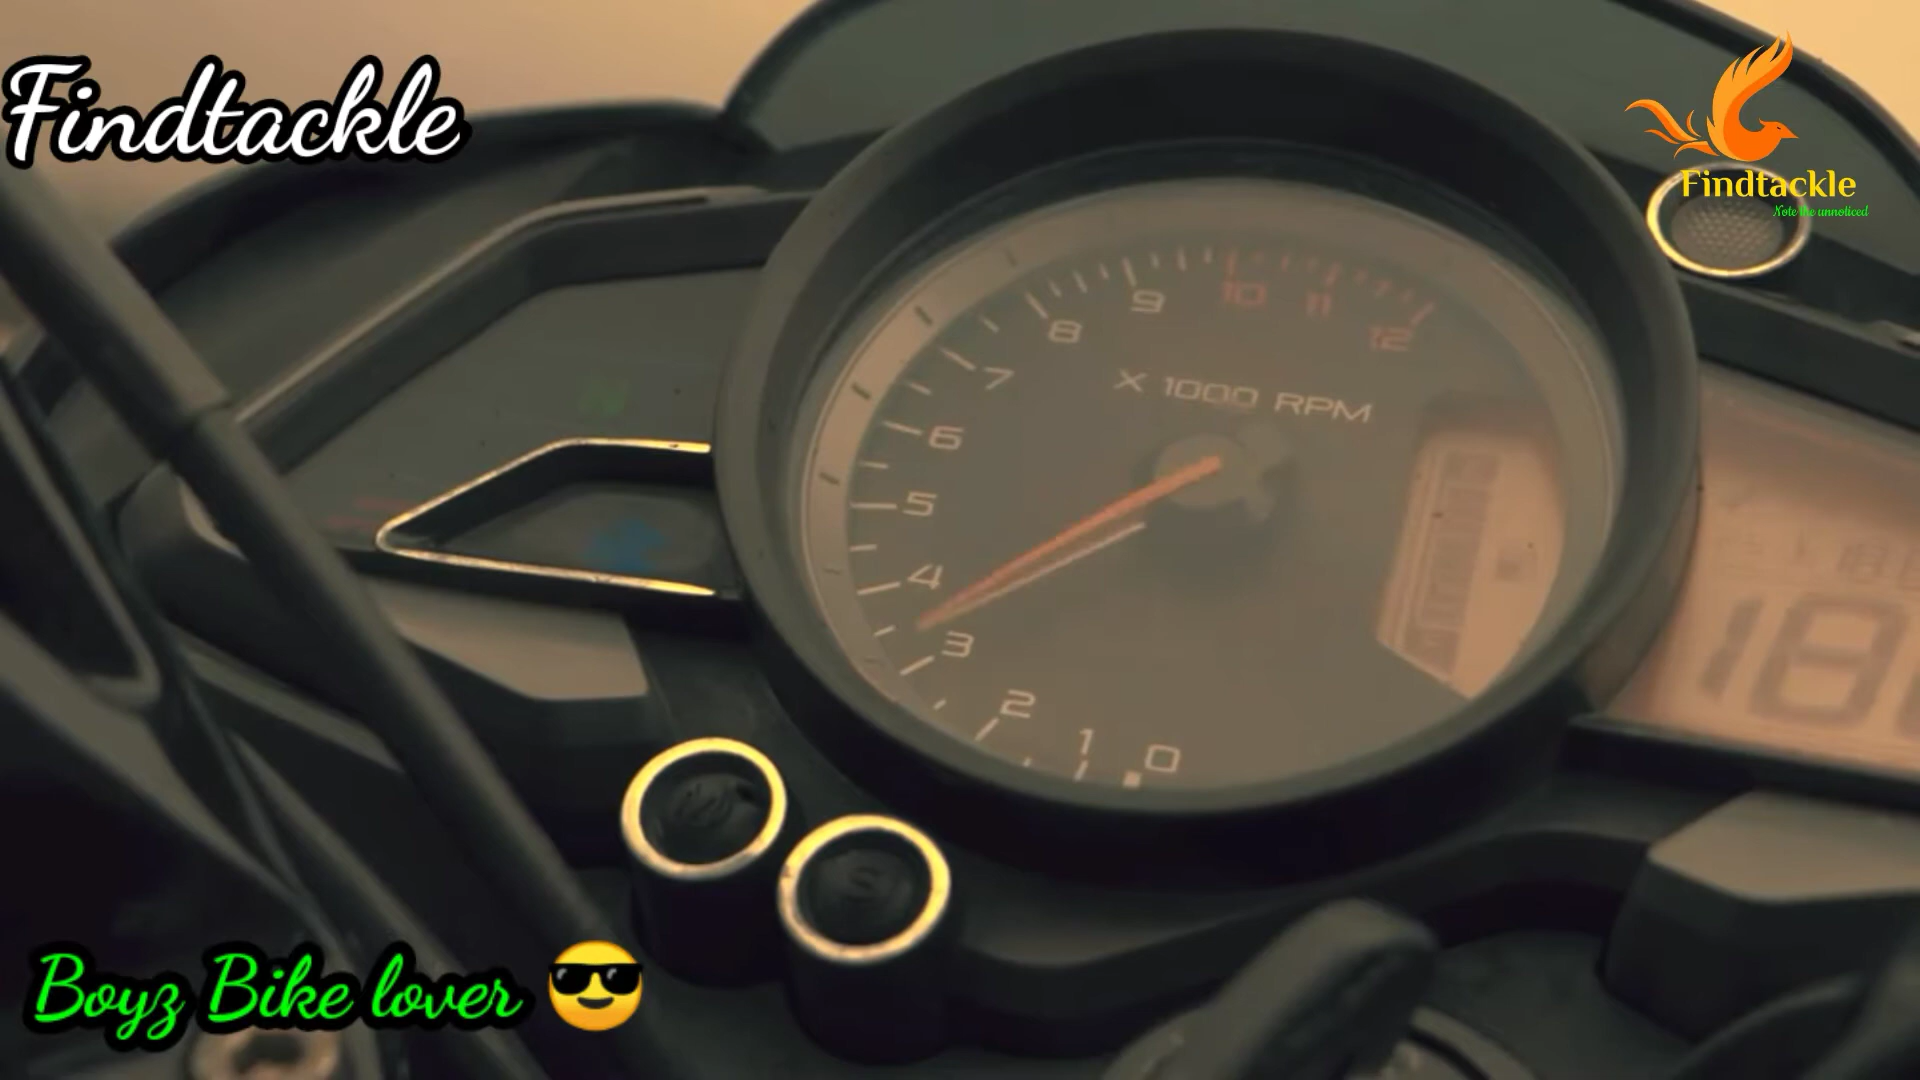 Findtackle
Findtackle
Note the unnoticed
9
10
11
12
8
7
X 1000 RPM
6
5
4
3
2
1
0
M
S
Boyz Bike lover 😎